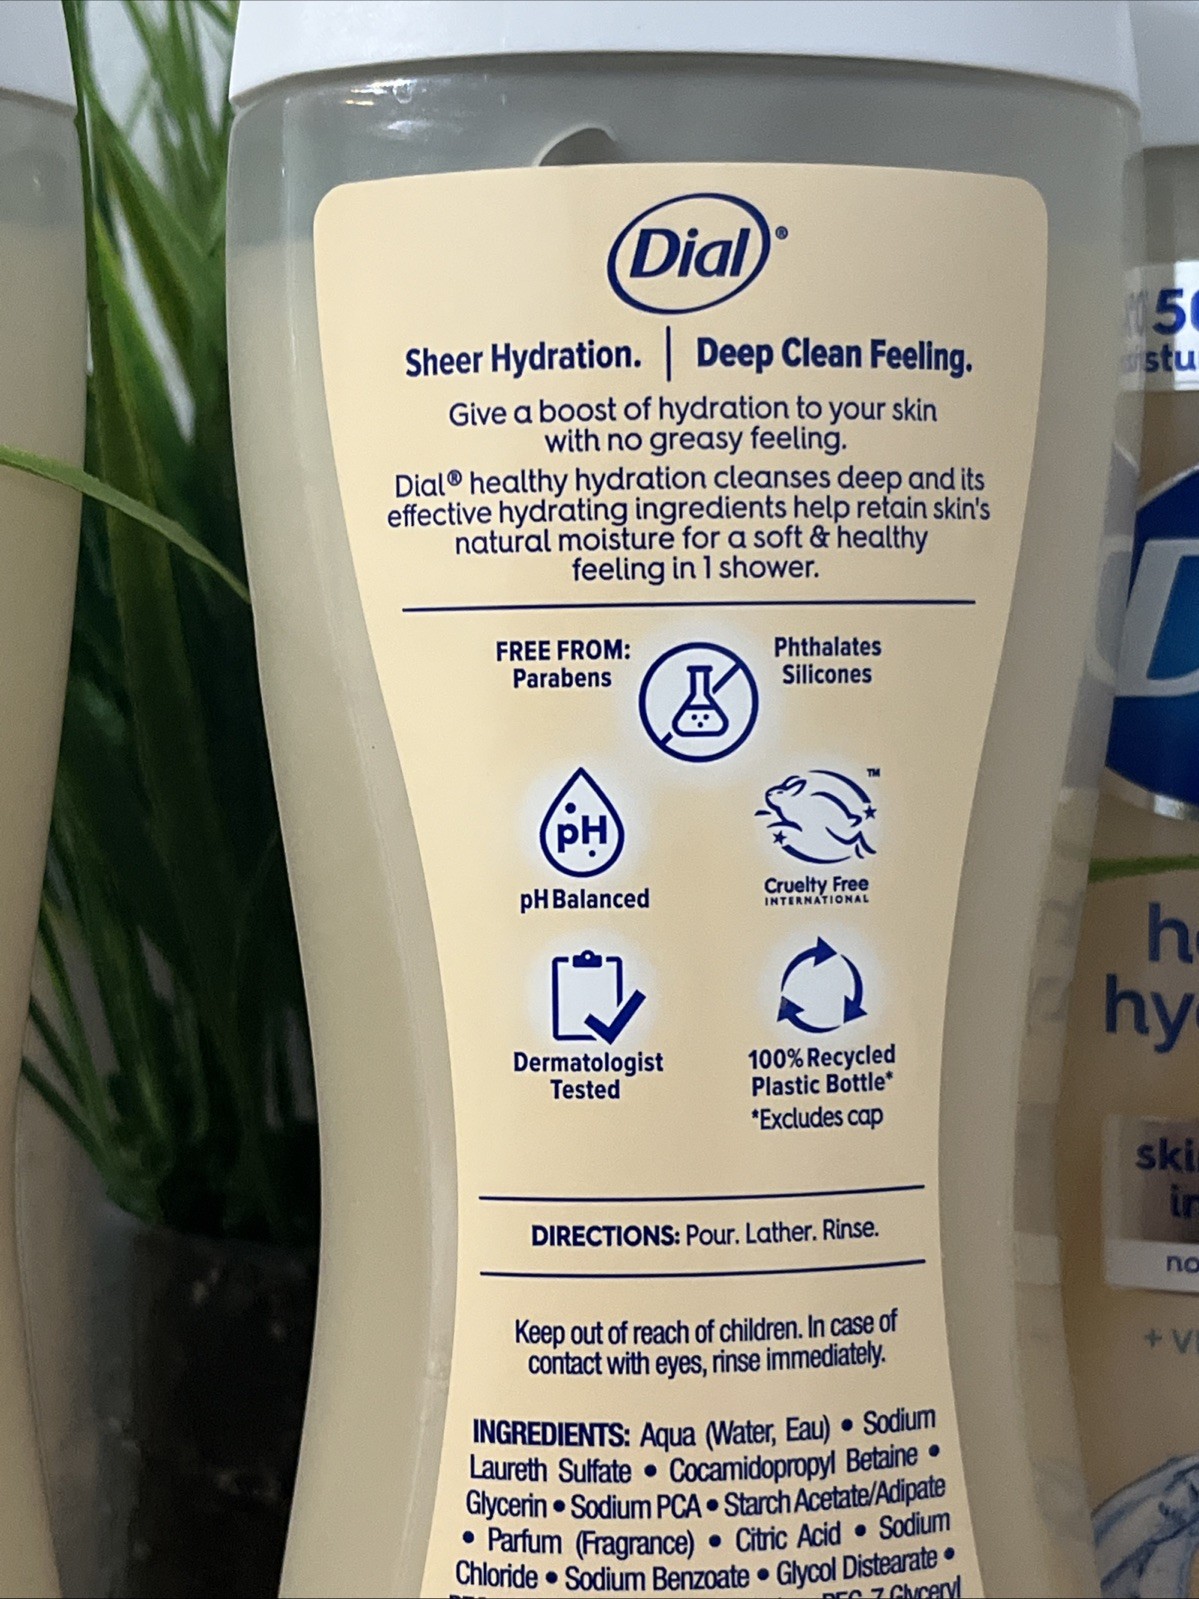 Dial®
Sheer Hydration. | Deep Clean Feeling.
Give a boost of hydration to your skin
with no greasy feeling.
Dial® healthy hydration cleanses deep and its
effective hydrating ingredients help retain skin's
natural moisture for a soft & healthy
feeling in 1 shower.
FREE FROM:
Parabens
Phthalates
Silicones
pH
pH Balanced
TM
Cruelty Free
INTERNATIONAL
Dermatologist
Tested
100% Recycled
Plastic Bottle*
*Excludes cap
DIRECTIONS: Pour. Lather. Rinse.
Keep out of reach of children. In case of
contact with eyes, rinse immediately.
INGREDIENTS: Aqua (Water, Eau) • Sodium
Laureth Sulfate • Cocamidopropyl Betaine •
Glycerin • Sodium PCA • Starch Acetate/Adipate
• Parfum (Fragrance) • Citric Acid • Sodium
Chloride • Sodium Benzoate • Glycol Distearate •
Glyceryl